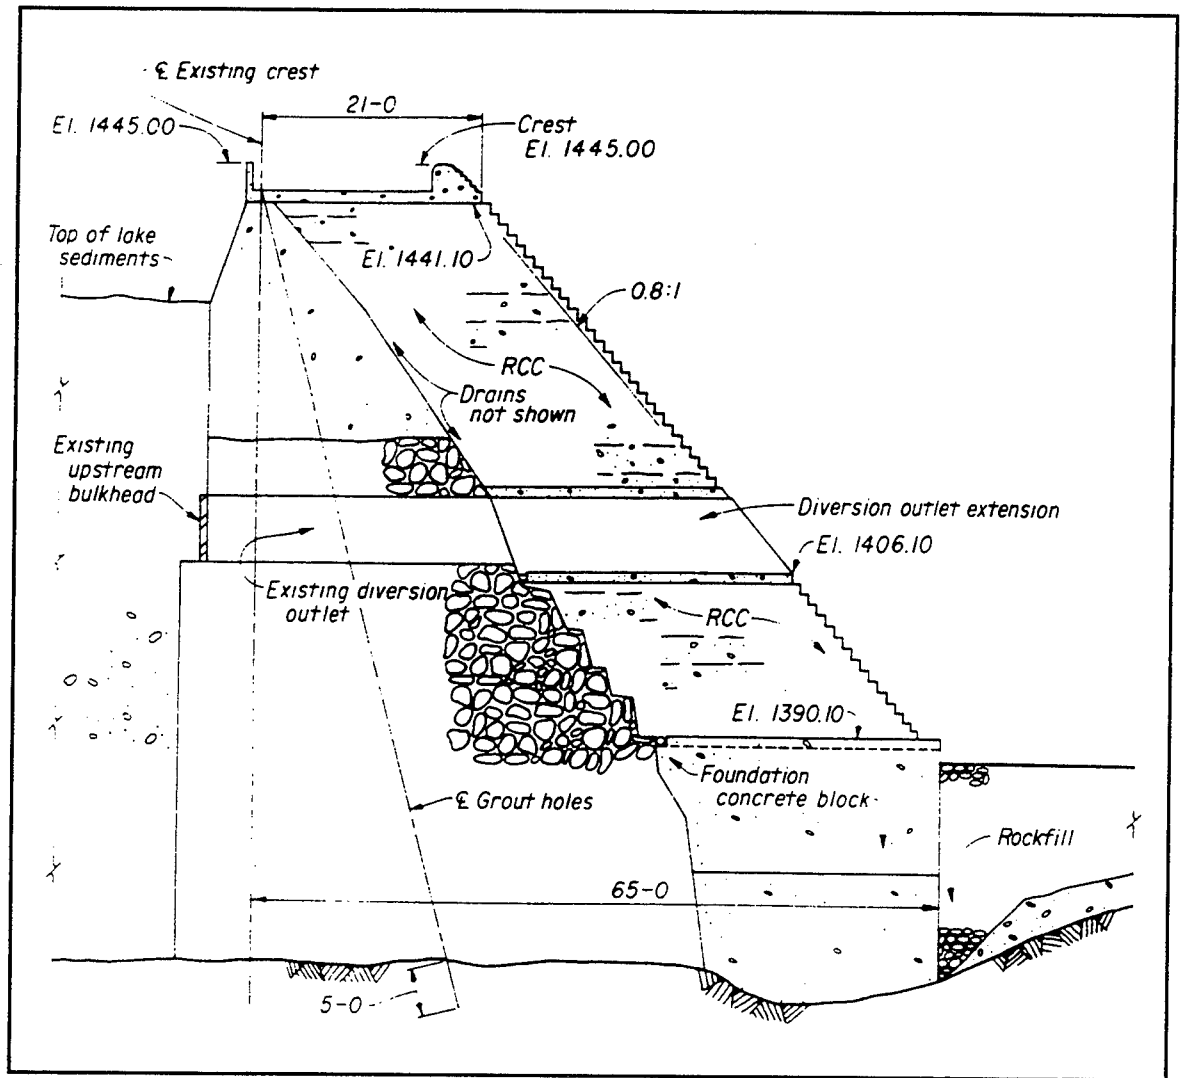 ℄ Existing crest
21-0
El. 1445.00
Crest
El. 1445.00
Top of lake
sediments
El. 1441.10
0.8:1
RCC
Drains
not shown
Existing
upstream
bulkhead
Diversion outlet extension
El. 1406.10
Existing diversion
outlet
RCC
El. 1390.10
Foundation
concrete block
℄ Grout holes
Rockfill
65-0
5-0